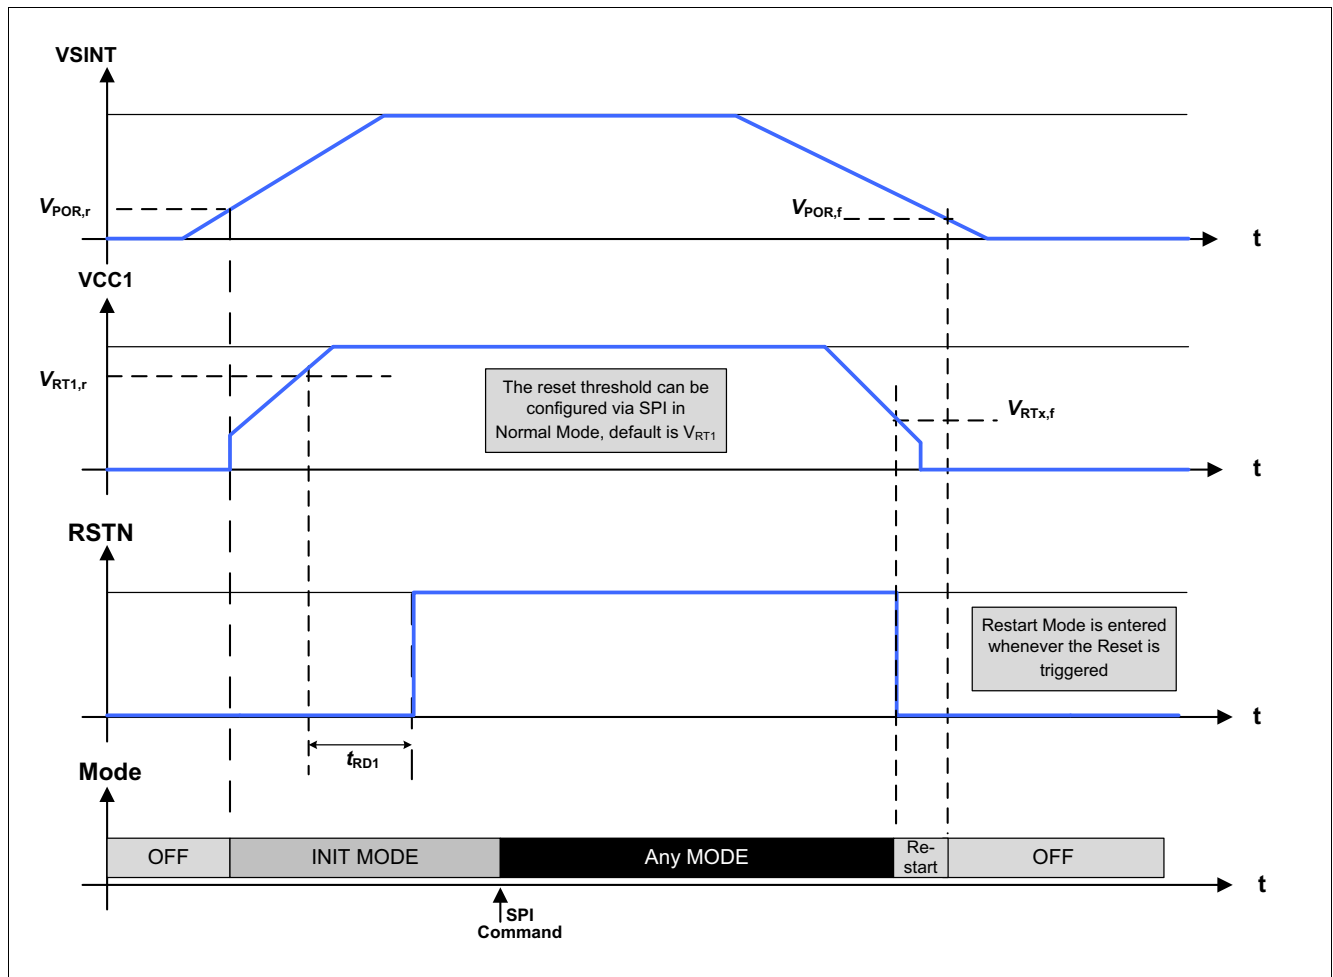 VSINT
VPOR,r
VPOR,f
t
VCC1
VRT1,r
The reset threshold can be
configured via SPI in
Normal Mode, default is VRT1
VRTx,f
t
RSTN
Restart Mode is entered
whenever the Reset is
triggered
t
tRD1
Mode
OFF
INIT MODE
Any MODE
Re-
start
OFF
t
SPI
Command